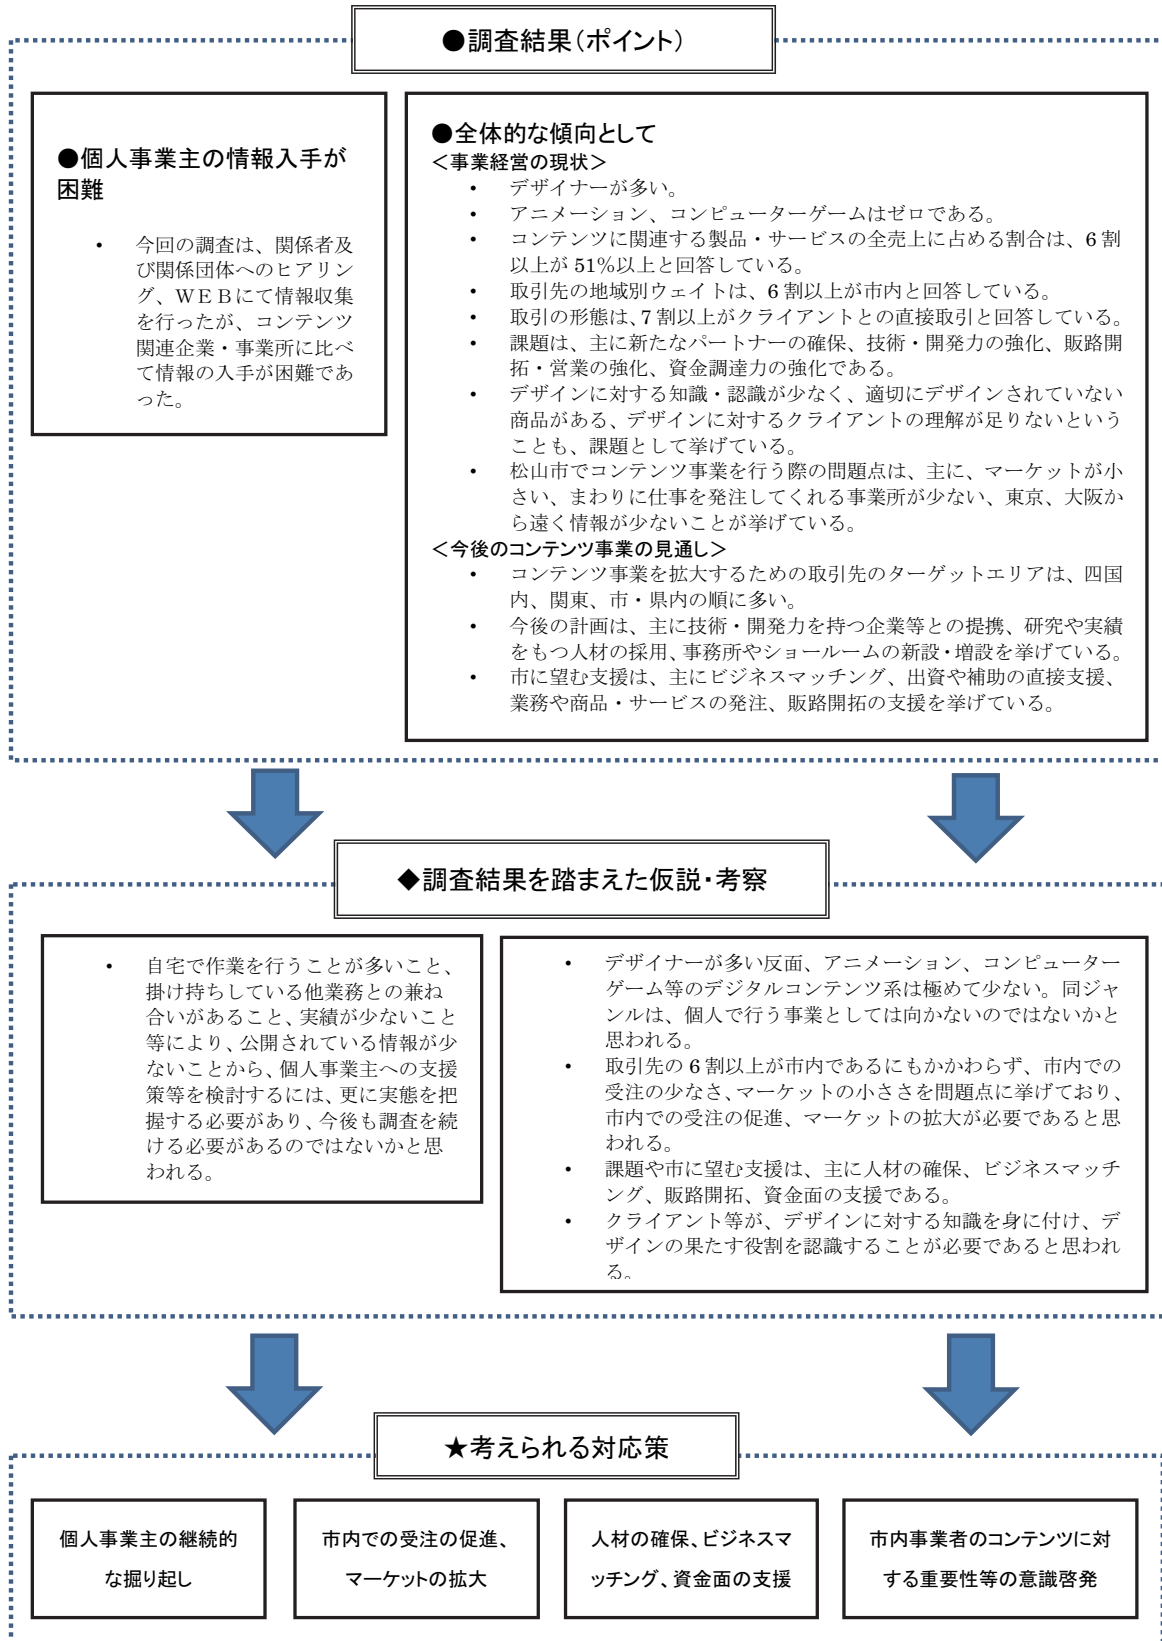 ●調査結果（ポイント）
●個人事業主の情報入手が
困難
・ 今回の調査は、関係者及
び関係団体へのヒアリン
グ、ＷＥＢにて情報収集
を行ったが、コンテンツ
関連企業・事業所に比べ
て情報の入手が困難であ
った。
●全体的な傾向として
＜事業経営の現状＞
・ デザイナーが多い。
・ アニメーション、コンピューターゲームはゼロである。
・ コンテンツに関連する製品・サービスの全売上に占める割合は、6 割
以上が 51%以上と回答している。
・ 取引先の地域別ウェイトは、6 割以上が市内と回答している。
・ 取引の形態は、7 割以上がクライアントとの直接取引と回答している。
・ 課題は、主に新たなパートナーの確保、技術・開発力の強化、販路開
拓・営業の強化、資金調達力の強化である。
・ デザインに対する知識・認識が少なく、適切にデザインされていない
商品がある、デザインに対するクライアントの理解が足りないという
ことも、課題として挙げている。
・ 松山市でコンテンツ事業を行う際の問題点は、主に、マーケットが小
さい、まわりに仕事を発注してくれる事業所が少ない、東京、大阪か
ら遠く情報が少ないことが挙げている。
＜今後のコンテンツ事業の見通し＞
・ コンテンツ事業を拡大するための取引先のターゲットエリアは、四国
内、関東、市・県内の順に多い。
・ 今後の計画は、主に技術・開発力を持つ企業等との提携、研究や実績
をもつ人材の採用、事務所やショールームの新設・増設を挙げている。
・ 市に望む支援は、主にビジネスマッチング、出資や補助の直接支援、
業務や商品・サービスの発注、販路開拓の支援を挙げている。
◆調査結果を踏まえた仮説・考察
・ 自宅で作業を行うことが多いこと、
掛け持ちしている他業務との兼ね
合いがあること、実績が少ないこと
等により、公開されている情報が少
ないことから、個人事業主への支援
策等を検討するには、更に実態を把
握する必要があり、今後も調査を続
ける必要があるのではないかと思
われる。
・ デザイナーが多い反面、アニメーション、コンピューター
ゲーム等のデジタルコンテンツ系は極めて少ない。同ジャ
ンルは、個人で行う事業としては向かないのではないかと
思われる。
・ 取引先の 6 割以上が市内であるにもかかわらず、市内での
受注の少なさ、マーケットの小ささを問題点に挙げており、
市内での受注の促進、マーケットの拡大が必要であると思
われる。
・ 課題や市に望む支援は、主に人材の確保、ビジネスマッチ
ング、販路開拓、資金面の支援である。
・ クライアント等が、デザインに対する知識を身に付け、デ
ザインの果たす役割を認識することが必要であると思われ
る。
★考えられる対応策
個人事業主の継続的
な掘り起し
市内での受注の促進、
マーケットの拡大
人材の確保、ビジネスマ
ッチング、資金面の支援
市内事業者のコンテンツに対
する重要性等の意識啓発